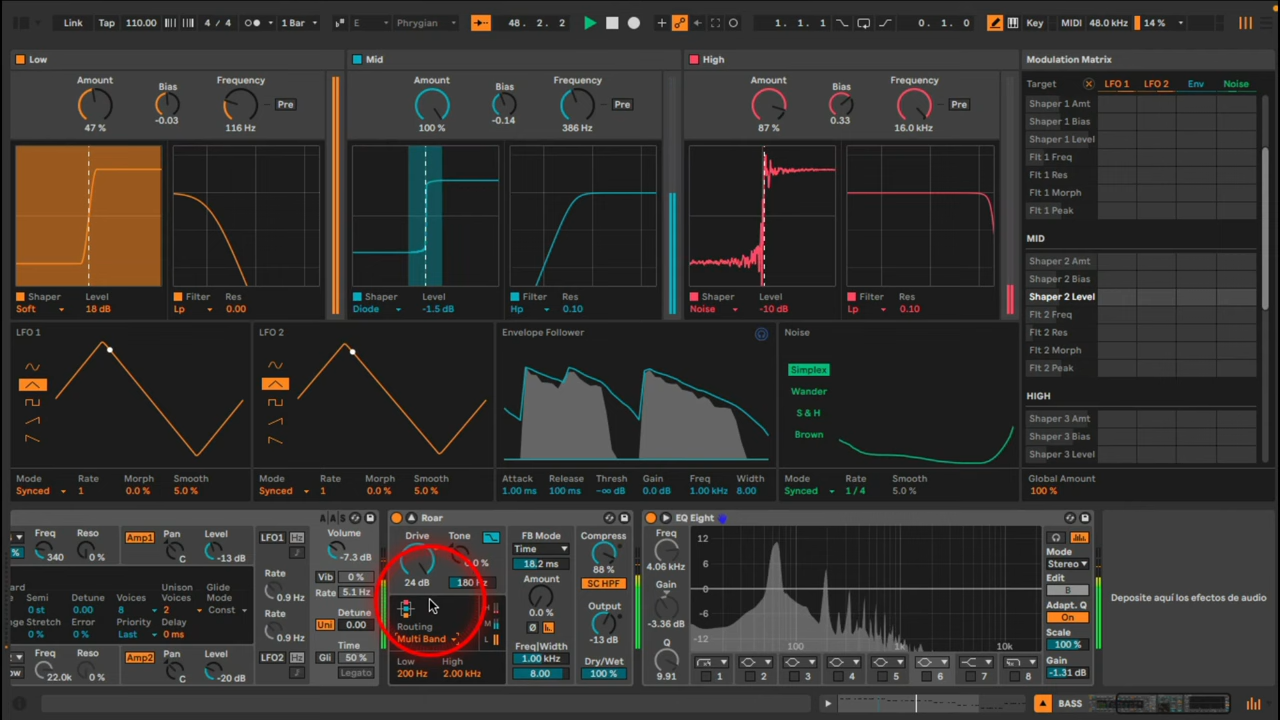 Link Tap 110.00 4 / 4 1 Bar E Phrygian 48. 2. 2 1. 1. 1 0. 1. 0 Key MIDI 48.0 kHz 14 %
Low Mid High Modulation Matrix
Amount Bias Frequency Amount Bias Frequency Amount Bias Frequency
Pre Pre Pre
47 % -0.03 116 Hz 100 % -0.14 386 Hz 87 % 0.33 16.0 kHz
Target LFO 1 LFO 2 Env Noise
Shaper 1 Amt
Shaper 1 Bias
Shaper 1 Level
Flt 1 Freq
Flt 1 Res
Flt 1 Morph
Flt 1 Peak
MID
Shaper 2 Amt
Shaper 2 Bias
Shaper 2 Level
Flt 2 Freq
Flt 2 Res
Flt 2 Morph
Flt 2 Peak
HIGH
Shaper 3 Amt
Shaper 3 Bias
Shaper 3 Level
Global Amount
100 %
Shaper Level Filter Res Shaper Level Filter Res Shaper Level Filter Res
Soft 18 dB Lp 0.00 Diode -1.5 dB Hp 0.10 Noise -10 dB Lp 0.10
LFO 1 LFO 2 Envelope Follower Noise
Simplex
Wander
S & H
Brown
Mode Rate Morph Smooth Mode Rate Morph Smooth Attack Release Thresh Gain Freq Width Mode Rate Smooth
Synced 1 0.0 % 5.0 % Synced 1 0.0 % 5.0 % 1.00 ms 100 ms -∞ dB 0.0 dB 1.00 kHz 8.00 Synced 1 / 4 5.0 %
AAS
Freq Reso Amp1 Pan Level LFO1 Hz Volume
340 0 % C -13 dB -7.3 dB
Semi Detune Priority Unison Voices Glide Mode
0 st 0.00 Voices 8 2 Const
Stretch Error Last Delay
0 % 0 % 0 ms
Rate 0.9 Hz
Rate 0.9 Hz
Vib 0 %
Rate 5.1 Hz
Detune
Uni 0.00
Time
Gli 50 %
Legato
22.0k 0 % Amp2 C -20 dB LFO2 Hz
Roar
Drive Tone
24 dB 0.0 %
180 Hz
Routing
Multi Band
H
M
L
Low High
200 Hz 2.00 kHz
FB Mode
Time
18.2 ms
Amount
0.0 %
Ø
Freq|Width
1.00 kHz
8.00
Compress
88 %
SC HPF
Output
-13 dB
Dry/Wet
100 %
EQ Eight
Freq
4.06 kHz
Gain
-3.36 dB
Q
9.91
12
6
0
-6
-12
100 1k 10k
1 2 3 4 5 6 7 8
Mode
Stereo
Edit
B
Adapt. Q
On
Scale
100 %
Gain
-1.31 dB
Deposite aquí los efectos de audio
BASS